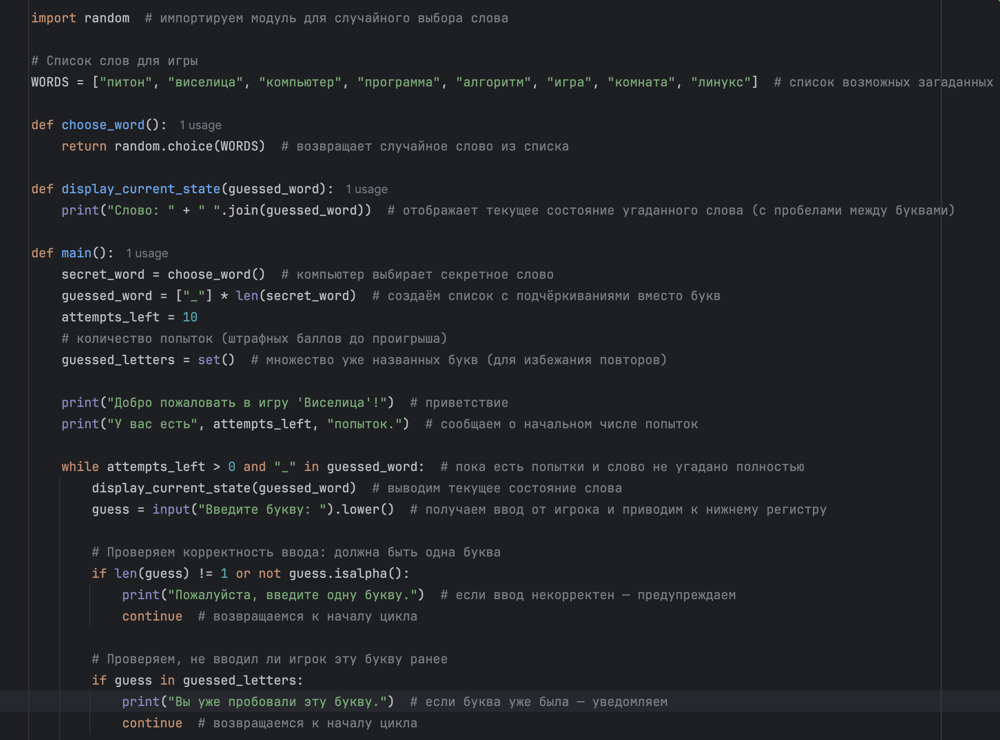 import random  # импортируем модуль для случайного выбора слова
# Список слов для игры
WORDS = ["питон", "виселица", "компьютер", "программа", "алгоритм", "игра", "комната", "линукс"]  # список возможных загаданных
def choose_word():  1 usage
    return random.choice(WORDS)  # возвращает случайное слово из списка
def display_current_state(guessed_word):  1 usage
    print("Слово: " + " ".join(guessed_word))  # отображает текущее состояние угаданного слова (с пробелами между буквами)
def main():  1 usage
    secret_word = choose_word()  # компьютер выбирает секретное слово
    guessed_word = ["_"] * len(secret_word)  # создаём список с подчёркиваниями вместо букв
    attempts_left = 10
    # количество попыток (штрафных баллов до проигрыша)
    guessed_letters = set()  # множество уже названных букв (для избежания повторов)
    print("Добро пожаловать в игру 'Виселица'!")  # приветствие
    print("У вас есть", attempts_left, "попыток.")  # сообщаем о начальном числе попыток
    while attempts_left > 0 and "_" in guessed_word:  # пока есть попытки и слово не угадано полностью
        display_current_state(guessed_word)  # выводим текущее состояние слова
        guess = input("Введите букву: ").lower()  # получаем ввод от игрока и приводим к нижнему регистру
        # Проверяем корректность ввода: должна быть одна буква
        if len(guess) != 1 or not guess.isalpha():
            print("Пожалуйста, введите одну букву.")  # если ввод некорректен — предупреждаем
            continue  # возвращаемся к началу цикла
        # Проверяем, не вводил ли игрок эту букву ранее
        if guess in guessed_letters:
            print("Вы уже пробовали эту букву.")  # если буква уже была — уведомляем
            continue  # возвращаемся к началу цикла